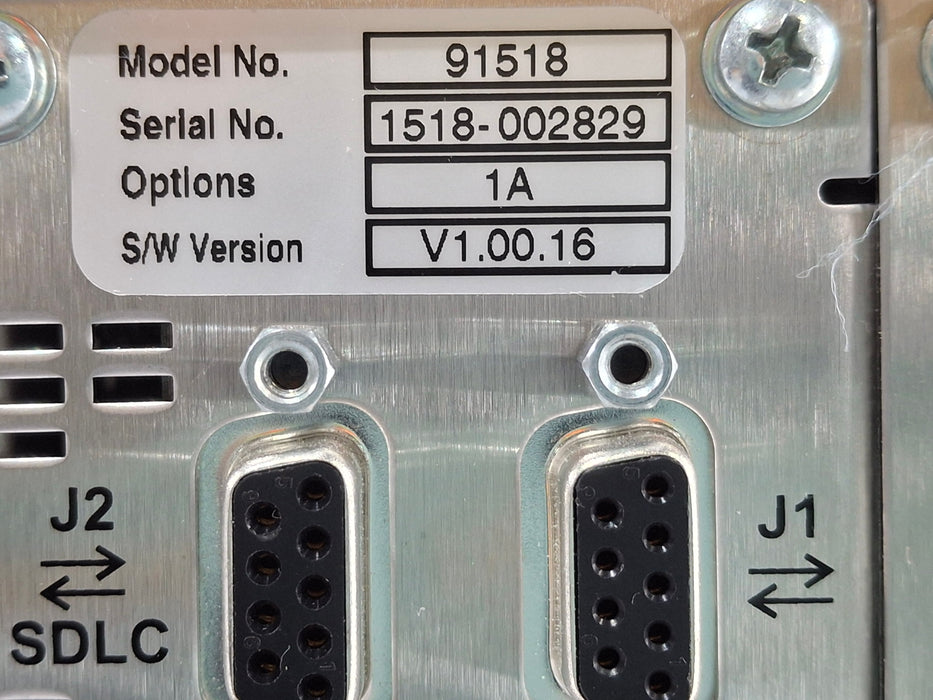 Model No. 91518
Serial No. 1518-002829
Options 1A
S/W Version V1.00.16
J2
SDLC
J1